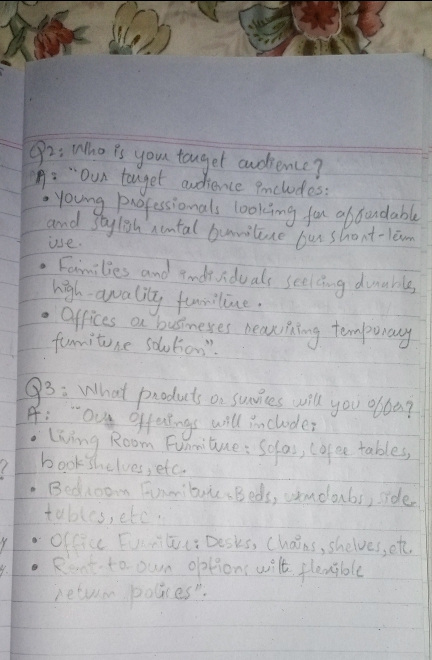 Q2: Who is your target audience?
A: "Our target audience includes:
• Young professionals looking for affordable
and stylish rental furniture for short-term
use.
• Families and individuals seeking durable,
high-quality furniture.
• Offices or businesses requiring temporary
furniture solution".
Q3: What products or services will you offer?
A: "Our offerings will include:
• Living Room Furniture: Sofas, Cofee tables,
bookshelves, etc.
• Bedroom Furniture: Beds, side
tables, etc.
• Office Furniture: Desks, Chairs, shelves, etc.
• Rent-to own options with flexible
return polices".
?
y
y.